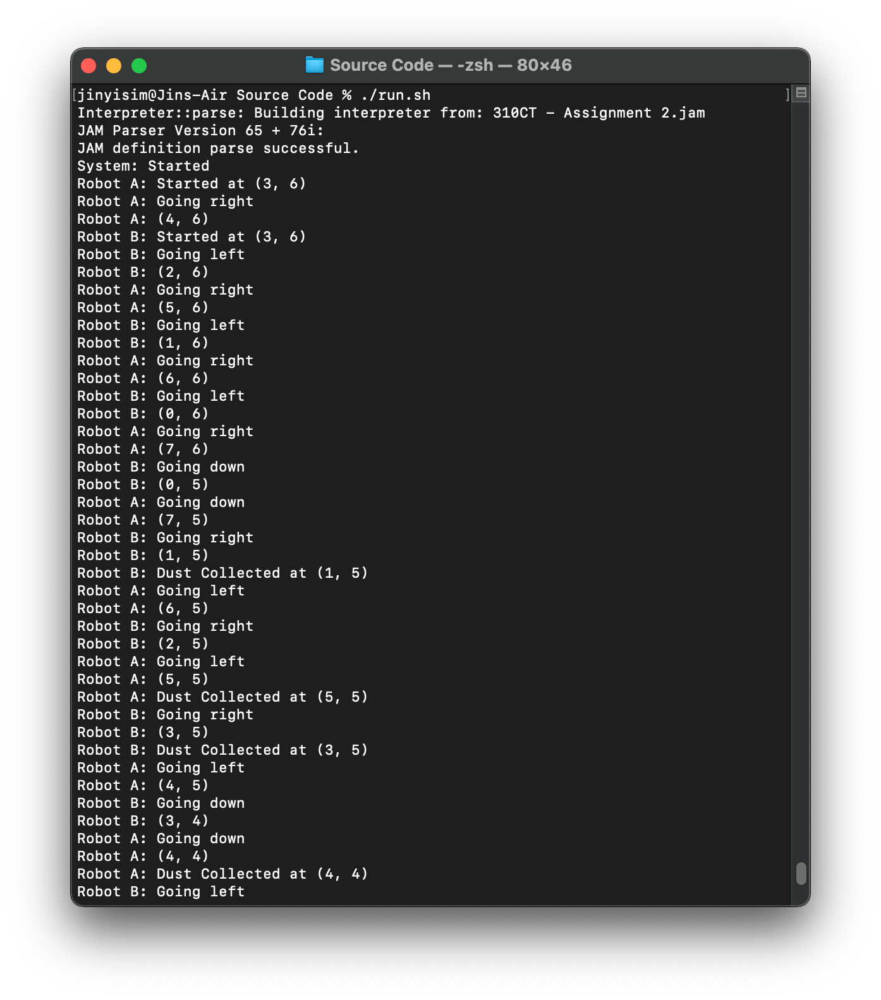 Source Code — -zsh — 80×46
jinyisim@Jins-Air Source Code % ./run.sh
Interpreter::parse: Building interpreter from: 310CT - Assignment 2.jam
JAM Parser Version 65 + 76i:
JAM definition parse successful.
System: Started
Robot A: Started at (3, 6)
Robot A: Going right
Robot A: (4, 6)
Robot B: Started at (3, 6)
Robot B: Going left
Robot B: (2, 6)
Robot A: Going right
Robot A: (5, 6)
Robot B: Going left
Robot B: (1, 6)
Robot A: Going right
Robot A: (6, 6)
Robot B: Going left
Robot B: (0, 6)
Robot A: Going right
Robot A: (7, 6)
Robot B: Going down
Robot B: (0, 5)
Robot A: Going down
Robot A: (7, 5)
Robot B: Going right
Robot B: (1, 5)
Robot B: Dust Collected at (1, 5)
Robot A: Going left
Robot A: (6, 5)
Robot B: Going right
Robot B: (2, 5)
Robot A: Going left
Robot A: (5, 5)
Robot A: Dust Collected at (5, 5)
Robot B: Going right
Robot B: (3, 5)
Robot B: Dust Collected at (3, 5)
Robot A: Going left
Robot A: (4, 5)
Robot B: Going down
Robot B: (3, 4)
Robot A: Going down
Robot A: (4, 4)
Robot A: Dust Collected at (4, 4)
Robot B: Going left